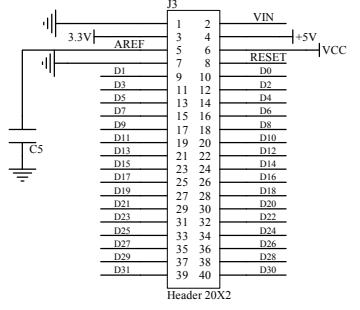 J3
1 2 VIN
3.3V 3 4 +5V
AREF 5 6 VCC
7 8 RESET
D1 9 10 D0
D3 11 12 D2
D5 13 14 D4
D7 15 16 D6
D9 17 18 D8
D11 19 20 D10
D13 21 22 D12
D15 23 24 D14
D17 25 26 D16
D19 27 28 D18
D21 29 30 D20
D23 31 32 D22
D25 33 34 D24
D27 35 36 D26
D29 37 38 D28
D31 39 40 D30
C5
Header 20X2